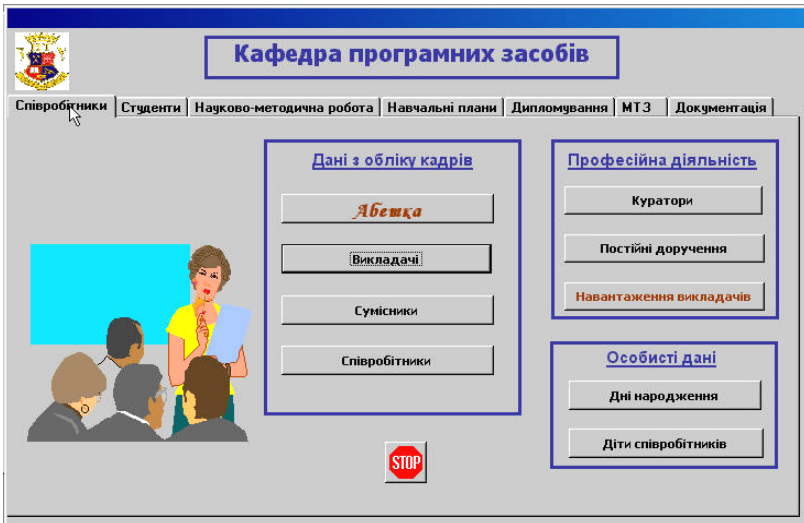 Кафедра програмних засобів
Співробітники Студенти Науково-методична робота Навчальні плани Дипломування МТЗ Документація
Дані з обліку кадрів
Абетка
Викладачі
Сумісники
Співробітники
Професійна діяльність
Куратори
Постійні доручення
Навантаження викладачів
Особисті дані
Дні народження
Діти співробітників
STOP